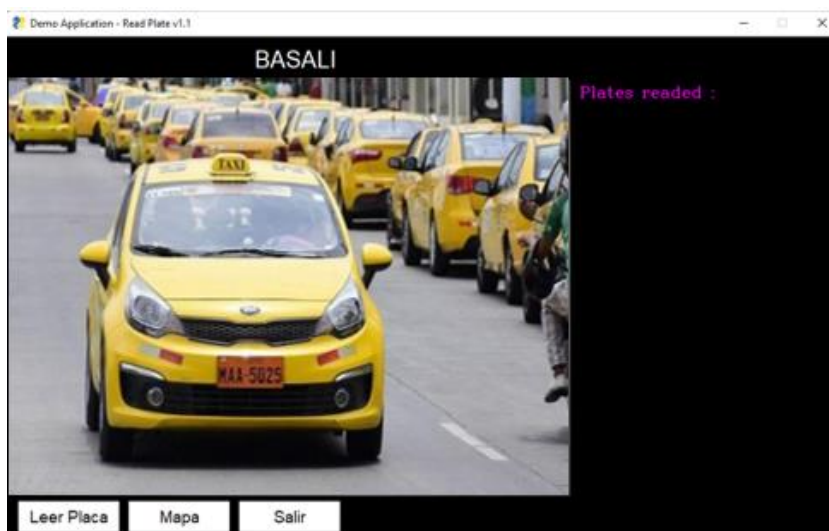 Demo Application - Read Plate v1.1
BASALI
Plates readed :
TAXI
MAA-5025
Leer Placa
Mapa
Salir